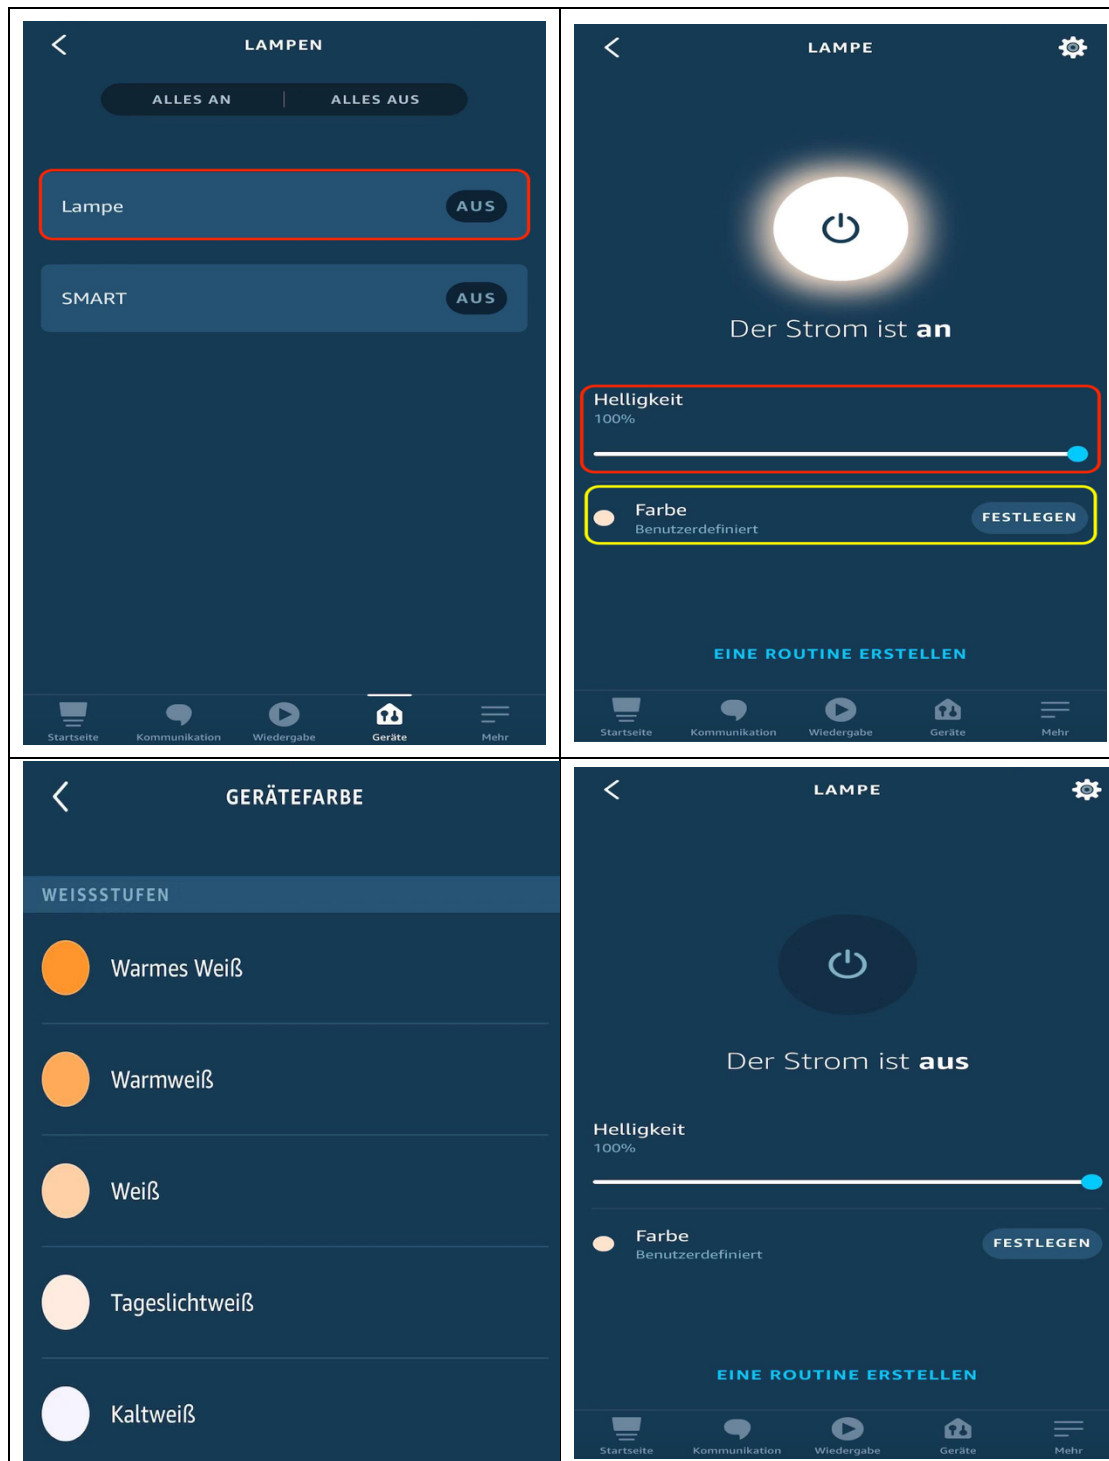 LAMPEN
ALLES AN | ALLES AUS
Lampe AUS
SMART AUS
Startseite Kommunikation Wiedergabe Geräte Mehr
LAMPE
Der Strom ist an
Helligkeit
100%
Farbe
Benutzerdefiniert
FESTLEGEN
EINE ROUTINE ERSTELLEN
Startseite Kommunikation Wiedergabe Geräte Mehr
GERÄTEFARBE
WEISSSTUFEN
Warmes Weiß
Warmweiß
Weiß
Tageslichtweiß
Kaltweiß
LAMPE
Der Strom ist aus
Helligkeit
100%
Farbe
Benutzerdefiniert
FESTLEGEN
EINE ROUTINE ERSTELLEN
Startseite Kommunikation Wiedergabe Geräte Mehr